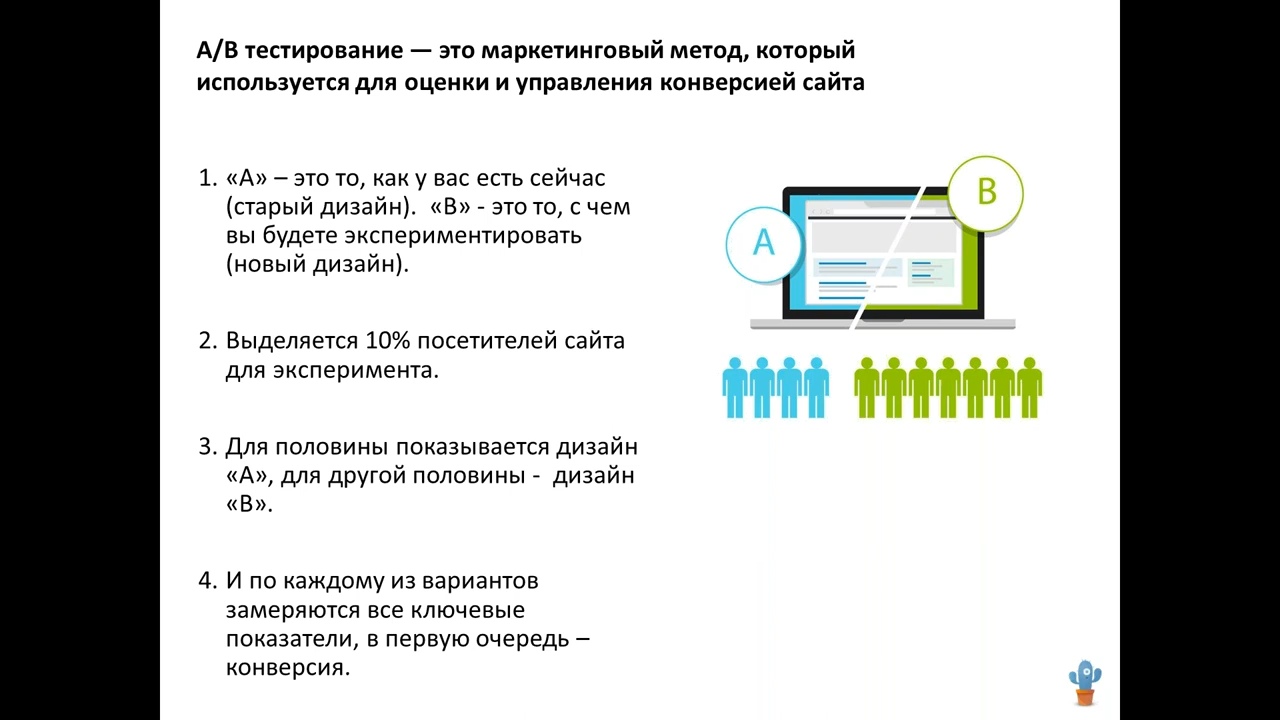 A/B тестирование — это маркетинговый метод, который
используется для оценки и управления конверсией сайта
1. «А» – это то, как у вас есть сейчас
(старый дизайн).  «В» - это то, с чем
вы будете экспериментировать
(новый дизайн).
2. Выделяется 10% посетителей сайта
для эксперимента.
3. Для половины показывается дизайн
«А», для другой половины -  дизайн
«В».
4. И по каждому из вариантов
замеряются все ключевые
показатели, в первую очередь –
конверсия.
A
B